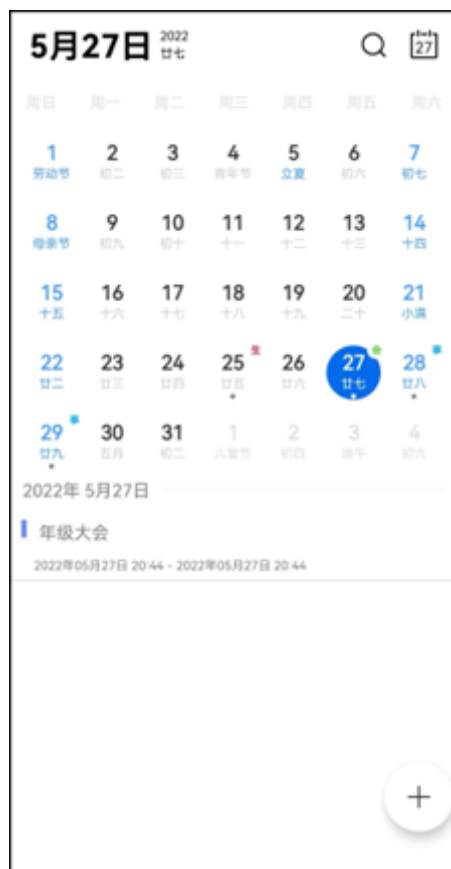 5月27日 2022 廿七 27
周日 周一 周二 周三 周四 周五 周六
1 2 3 4 5 6 7
劳动节 初二 初三 青年节 立夏 初六 初七
8 9 10 11 12 13 14
母亲节 初九 初十 十一 十二 十三 十四
15 16 17 18 19 20 21
十五 十六 十七 十八 十九 二十 小满
生 会 事
22 23 24 25 26 27 28
廿二 廿三 廿四 廿五 廿六 廿七 廿八
事
29 30 31 1 2 3 4
廿九 五月 初二 儿童节 初四 端午 初六
2022年 5月27日
年级大会
2022年05月27日 20:44 - 2022年05月27日 20:44